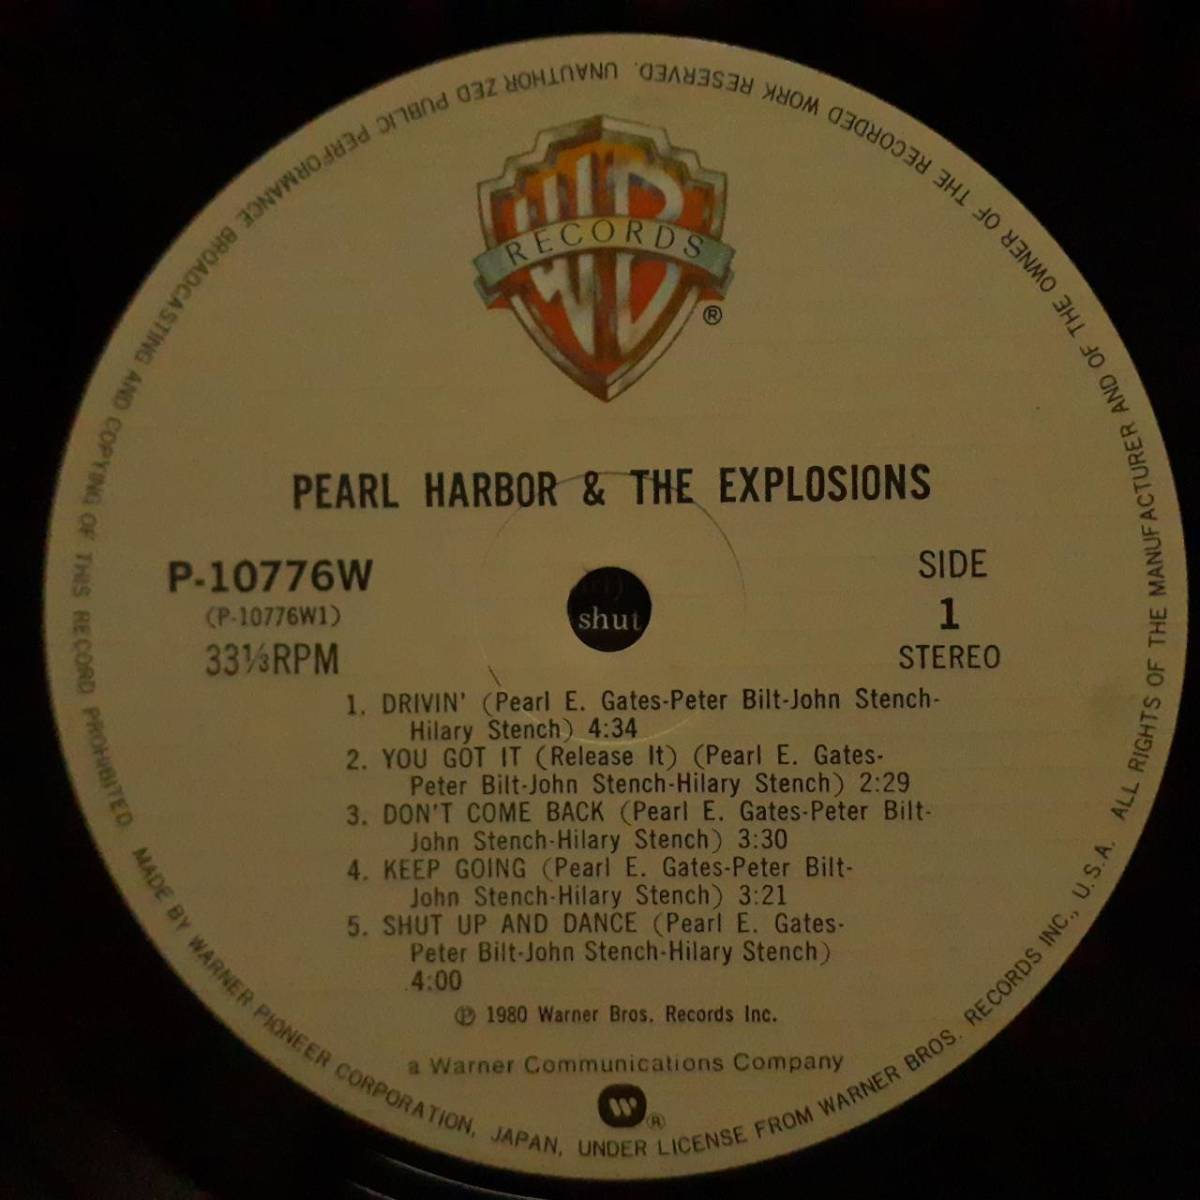 WB
RECORDS
®
PEARL HARBOR & THE EXPLOSIONS
P-10776W
(P-10776W1)
33⅓RPM
SIDE
1
STEREO
shut
1. DRIVIN' (Pearl E. Gates-Peter Bilt-John Stench-
Hilary Stench) 4:34
2. YOU GOT IT (Release It) (Pearl E. Gates-
Peter Bilt-John Stench-Hilary Stench) 2:29
3. DON'T COME BACK (Pearl E. Gates-Peter Bilt-
John Stench-Hilary Stench) 3:30
4. KEEP GOING (Pearl E. Gates-Peter Bilt-
John Stench-Hilary Stench) 3:21
5. SHUT UP AND DANCE (Pearl E. Gates-
Peter Bilt-John Stench-Hilary Stench)
4:00
℗ 1980 Warner Bros. Records Inc.
a Warner Communications Company
W®
MADE BY WARNER PIONEER CORPORATION, JAPAN, UNDER LICENSE FROM WARNER BROS. RECORDS INC., U.S.A. ALL RIGHTS OF THE MANUFACTURER AND OF THE OWNER OF THE RECORDED WORK RESERVED. UNAUTHOR ZED PUBLIC PERFORMANCE BROADCASTING AND COPYING OF THIS RECORD PROHIBITED.